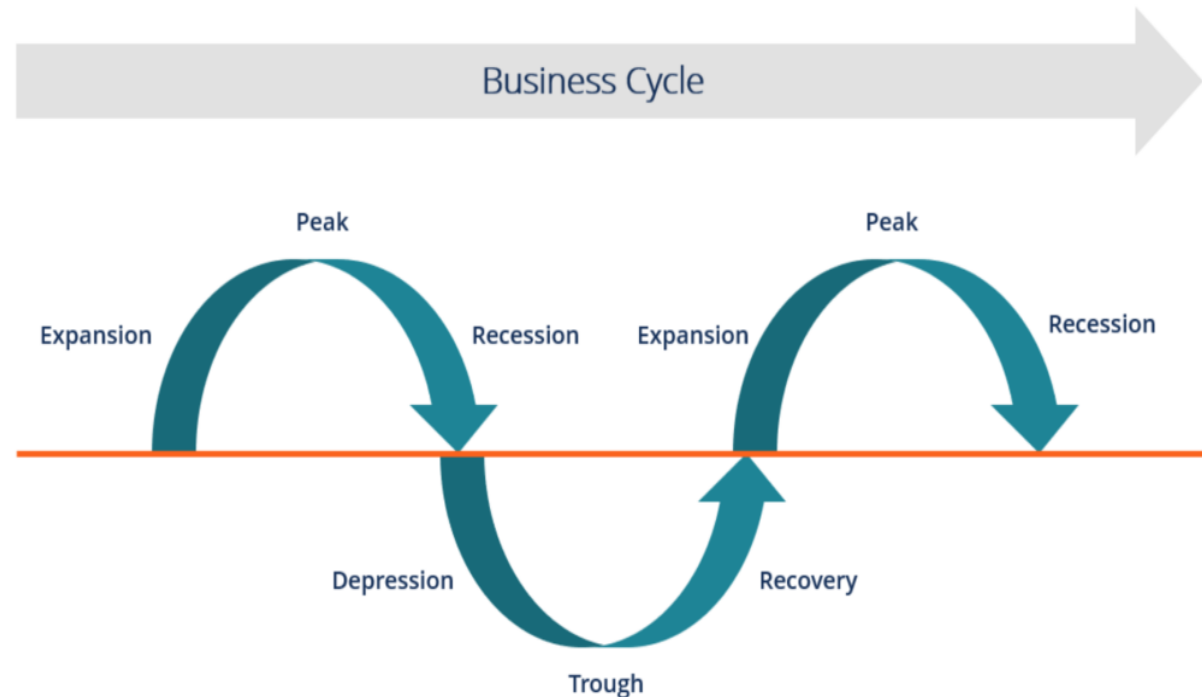 Business Cycle
Peak
Peak
Expansion
Recession
Expansion
Recession
Depression
Recovery
Trough